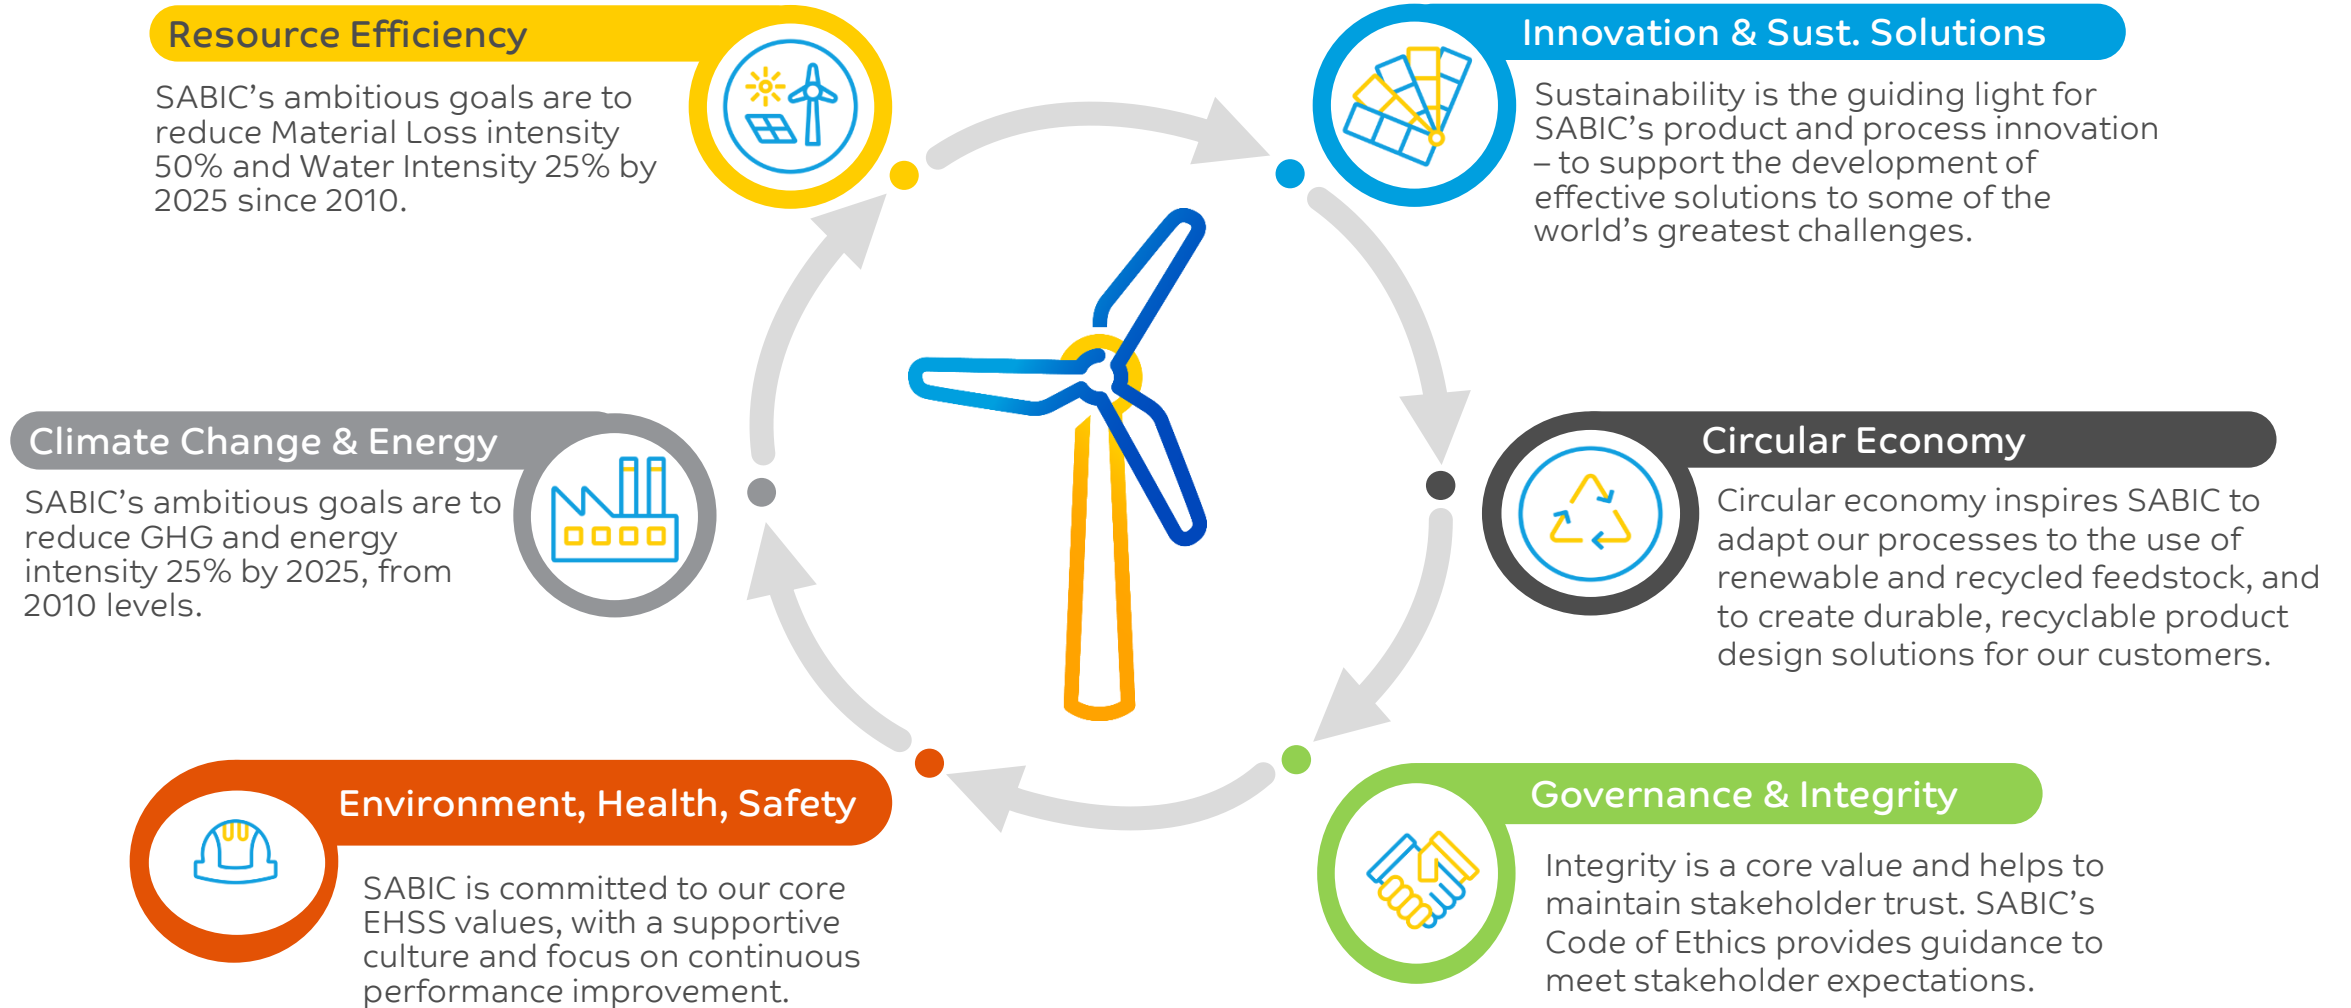 Resource Efficiency
SABIC's ambitious goals are to
reduce Material Loss intensity
50% and Water Intensity 25% by
2025 since 2010.
Innovation & Sust. Solutions
Sustainability is the guiding light for
SABIC's product and process innovation
– to support the development of
effective solutions to some of the
world's greatest challenges.
Climate Change & Energy
SABIC's ambitious goals are to
reduce GHG and energy
intensity 25% by 2025, from
2010 levels.
Circular Economy
Circular economy inspires SABIC to
adapt our processes to the use of
renewable and recycled feedstock, and
to create durable, recyclable product
design solutions for our customers.
Environment, Health, Safety
SABIC is committed to our core
EHSS values, with a supportive
culture and focus on continuous
performance improvement.
Governance & Integrity
Integrity is a core value and helps to
maintain stakeholder trust. SABIC's
Code of Ethics provides guidance to
meet stakeholder expectations.